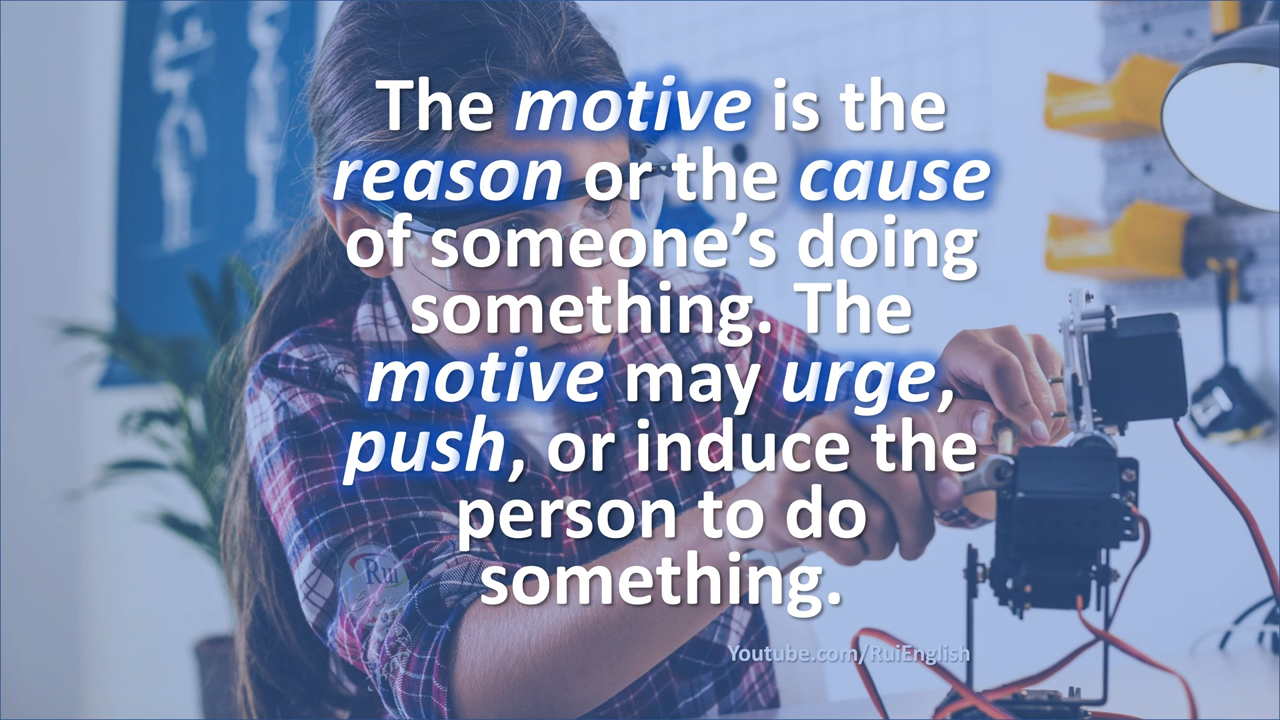 The motive is the
reason or the cause
of someone’s doing
something. The
motive may urge,
push, or induce the
person to do
something.
Rui
Youtube.com/RuiEnglish